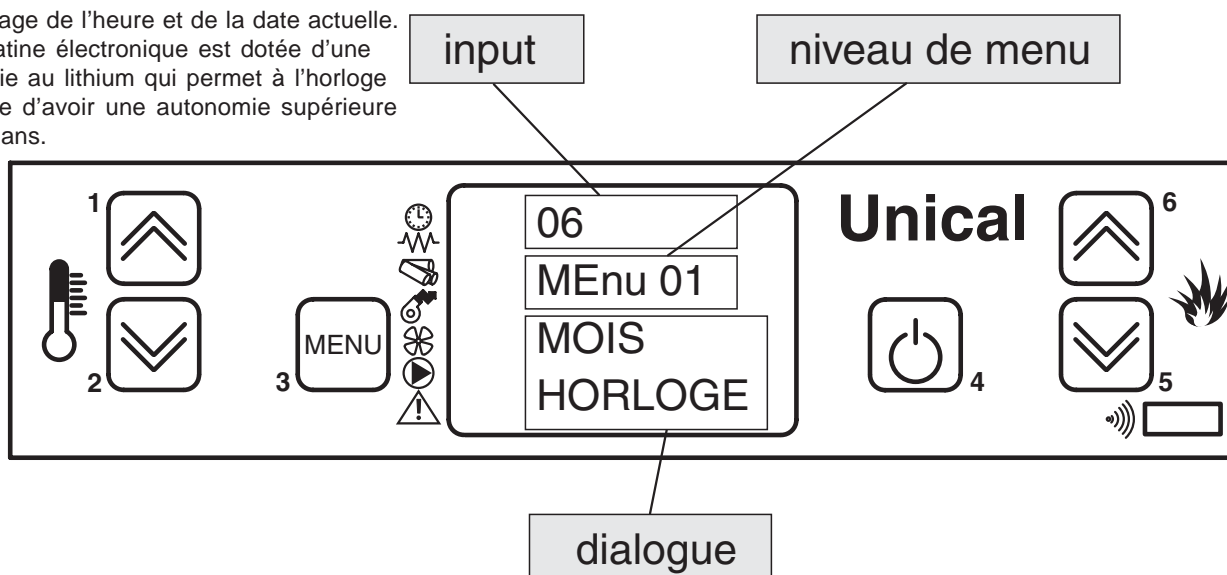 age de l’heure et de la date actuelle.
atine électronique est dotée d’une
ie au lithium qui permet à l’horloge
e d’avoir une autonomie supérieure
ans.
input
niveau de menu
1
2
MENU
3
06
MEnu 01
MOIS
HORLOGE
Unical
4
6
5
dialogue